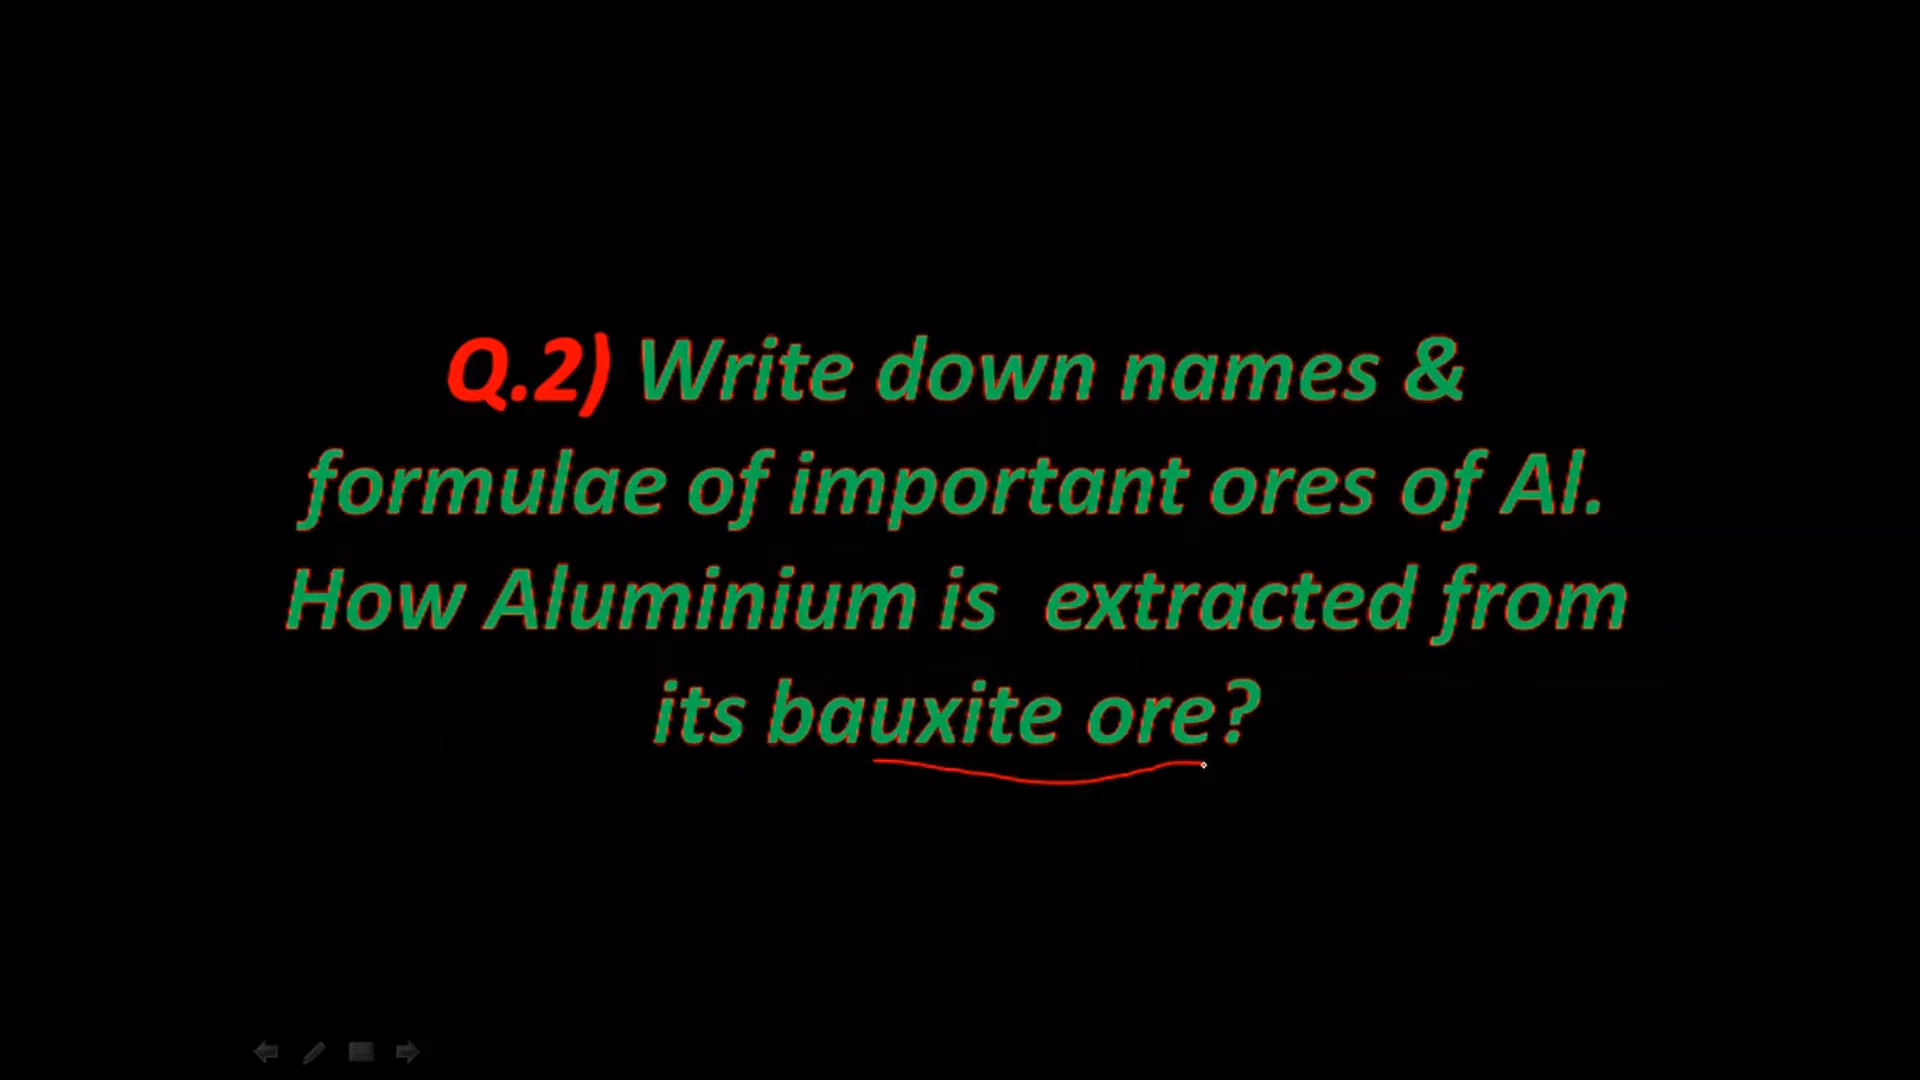 Q.2) Write down names &
formulae of important ores of Al.
How Aluminium is extracted from
its bauxite ore?